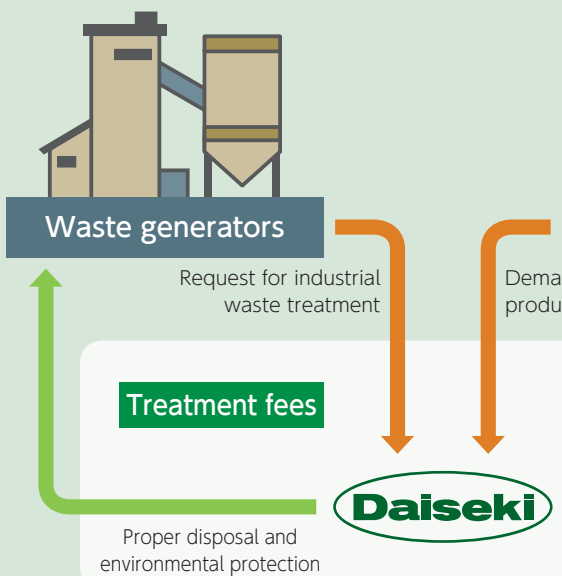 Waste generators
Request for industrial
waste treatment
Treatment fees
Daiseki
Proper disposal and
environmental protection